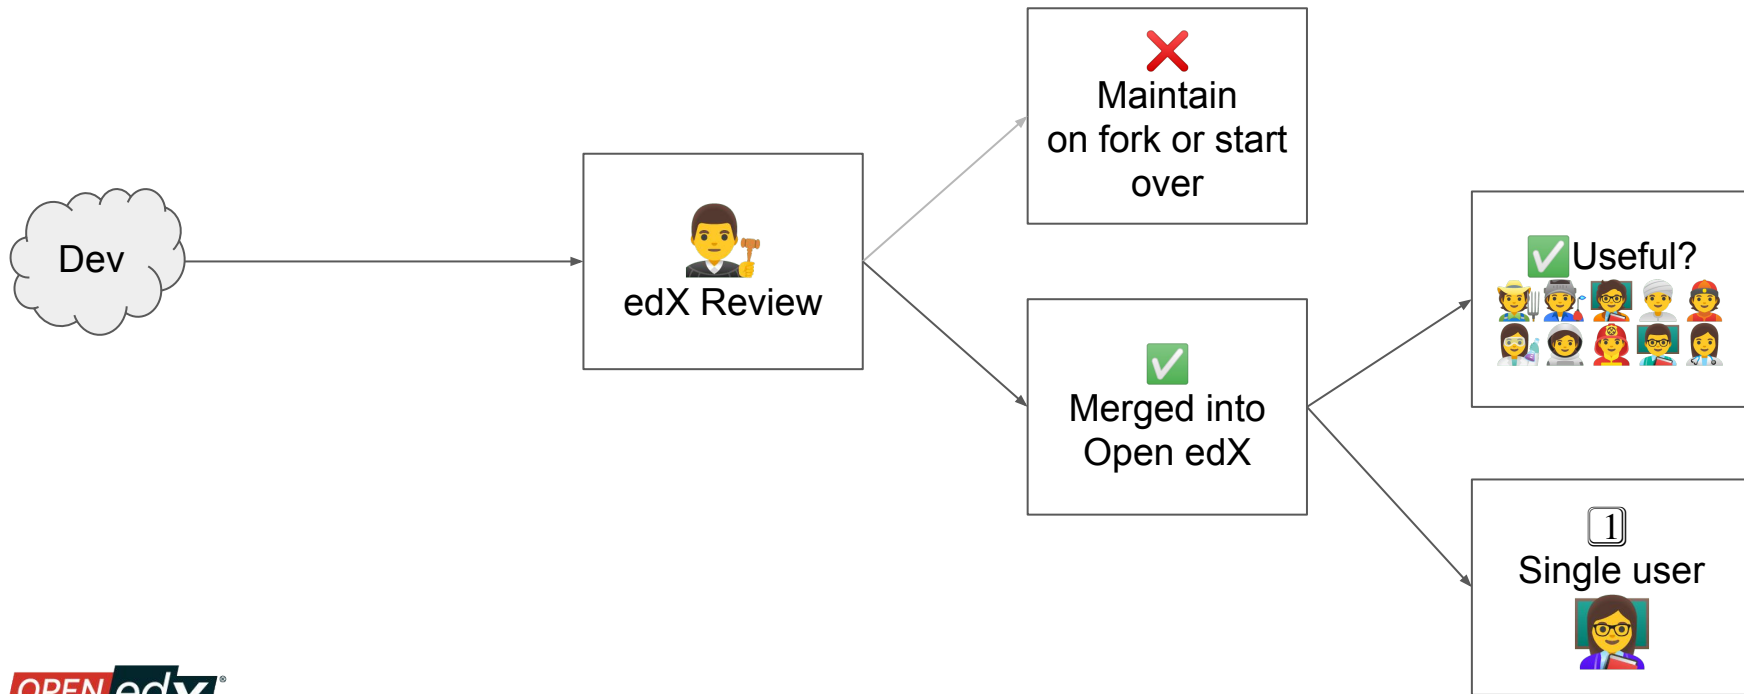 Dev
edX Review
❌
Maintain
on fork or start
over
✅
Merged into
Open edX
✅Useful?
1
Single user
OPEN edX®